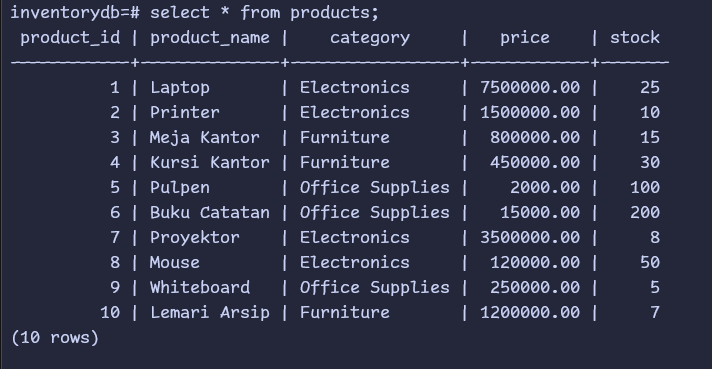 inventorydb=# select * from products;
 product_id | product_name |    category     |   price    | stock
------------+--------------+-----------------+------------+-------
          1 | Laptop       | Electronics     | 7500000.00 |    25
          2 | Printer      | Electronics     | 1500000.00 |    10
          3 | Meja Kantor  | Furniture       |  800000.00 |    15
          4 | Kursi Kantor | Furniture       |  450000.00 |    30
          5 | Pulpen       | Office Supplies |    2000.00 |   100
          6 | Buku Catatan | Office Supplies |   15000.00 |   200
          7 | Proyektor    | Electronics     | 3500000.00 |     8
          8 | Mouse        | Electronics     |  120000.00 |    50
          9 | Whiteboard   | Office Supplies |  250000.00 |     5
         10 | Lemari Arsip | Furniture       | 1200000.00 |     7
(10 rows)